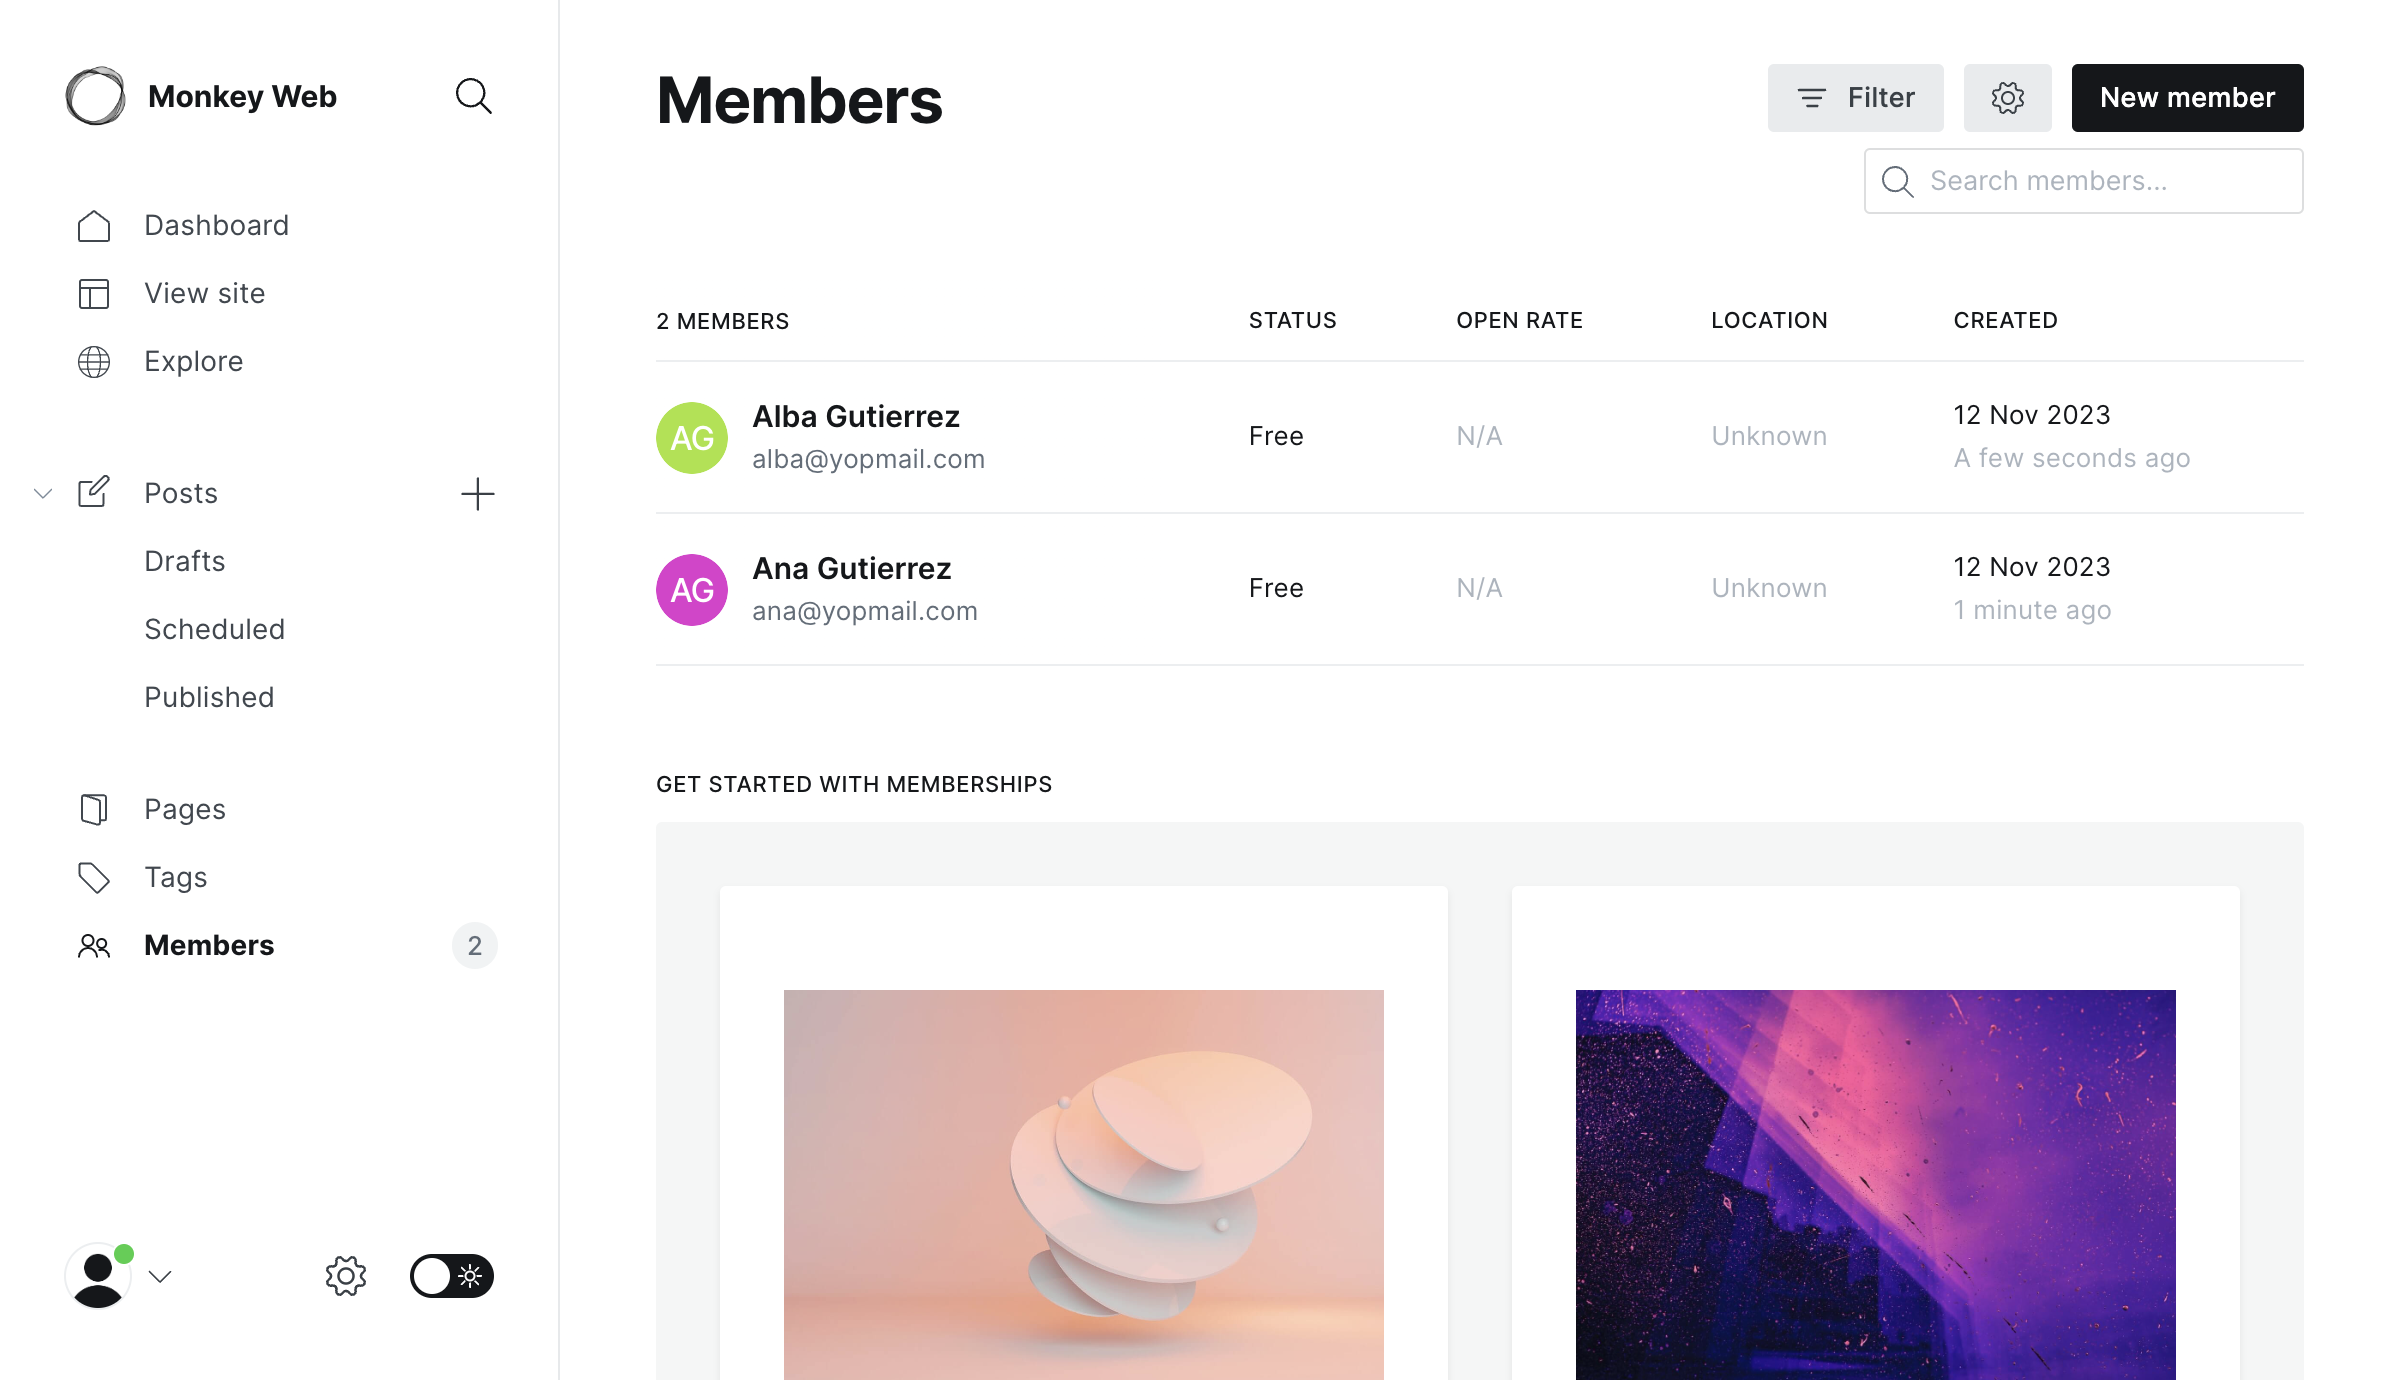 Monkey Web
Dashboard
View site
Explore
Posts
Drafts
Scheduled
Published
Pages
Tags
Members 2
Members
Filter
New member
Search members...
2 MEMBERS STATUS OPEN RATE LOCATION CREATED
AG Alba Gutierrez Free N/A Unknown 12 Nov 2023
alba@yopmail.com A few seconds ago
AG Ana Gutierrez Free N/A Unknown 12 Nov 2023
ana@yopmail.com 1 minute ago
GET STARTED WITH MEMBERSHIPS